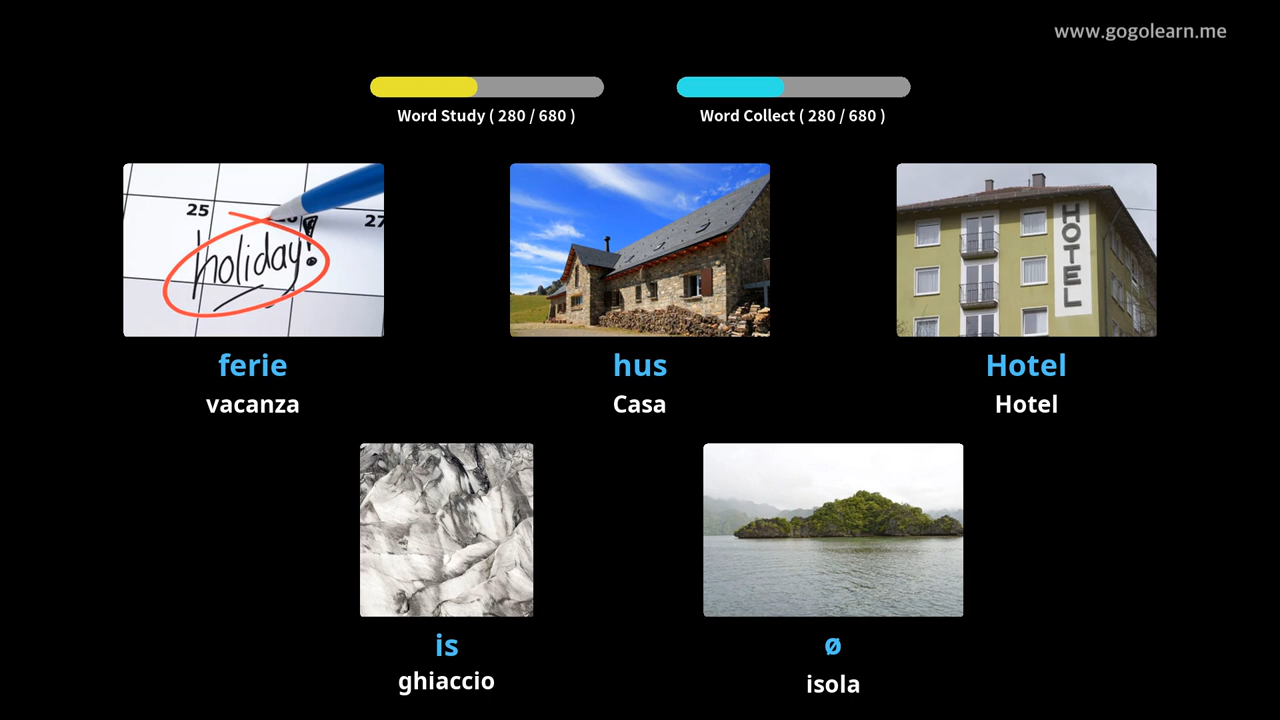 www.gogolearn.me
Word Study ( 280 / 680 )
Word Collect ( 280 / 680 )
25
27
holiday!
HOTEL
ferie
hus
Hotel
vacanza
Casa
Hotel
is
ø
ghiaccio
isola